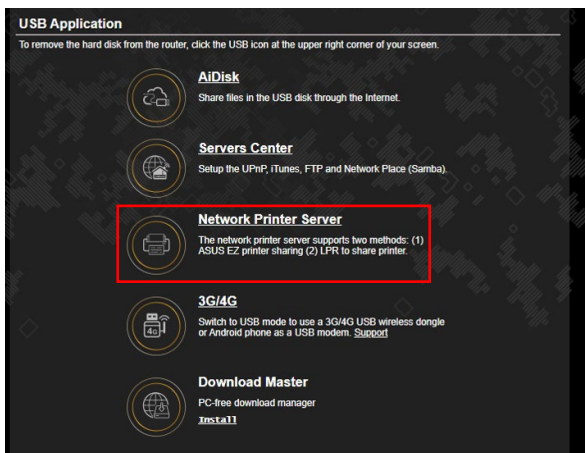 USB Application
To remove the hard disk from the router, click the USB icon at the upper right corner of your screen.
AiDisk
Share files in the USB disk through the Internet.
Servers Center
Setup the UPnP, iTunes, FTP and Network Place (Samba).
Network Printer Server
The network printer server supports two methods: (1)
ASUS EZ printer sharing (2) LPR to share printer.
3G/4G
4G
Switch to USB mode to use a 3G/4G USB wireless dongle
or Android phone as a USB modem. Support
Download Master
PC-free download manager
Install